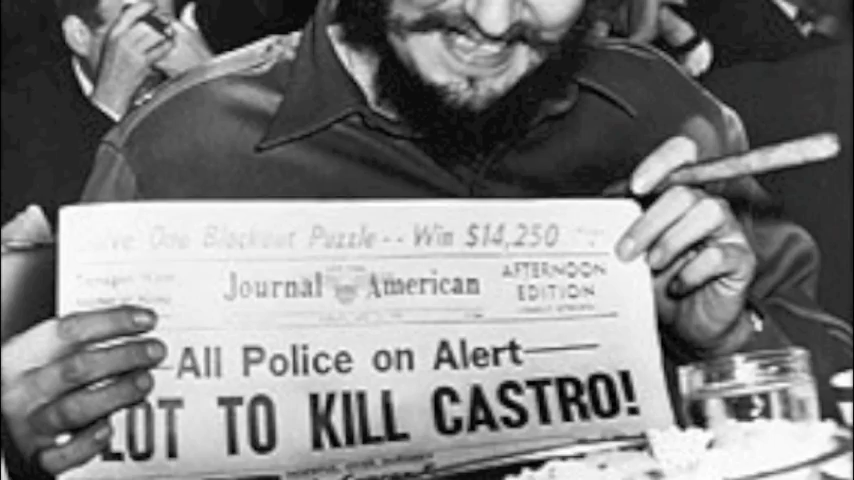 One Blackout Puzzle -- Win $14,250
Journal American
AFTERNOON
EDITION
All Police on Alert
LOT TO KILL CASTRO!